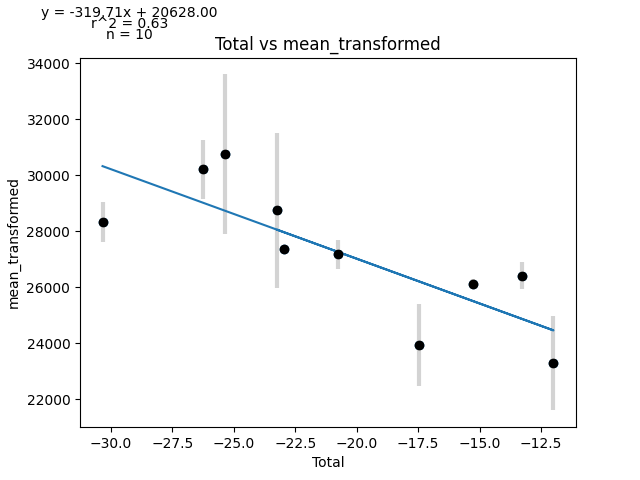 y = -319.71x + 20628.00
r^2 = 0.63
n = 10
Total vs mean_transformed
34000
32000
30000
28000
26000
24000
22000
mean_transformed
−30.0 −27.5 −25.0 −22.5 −20.0 −17.5 −15.0 −12.5
Total